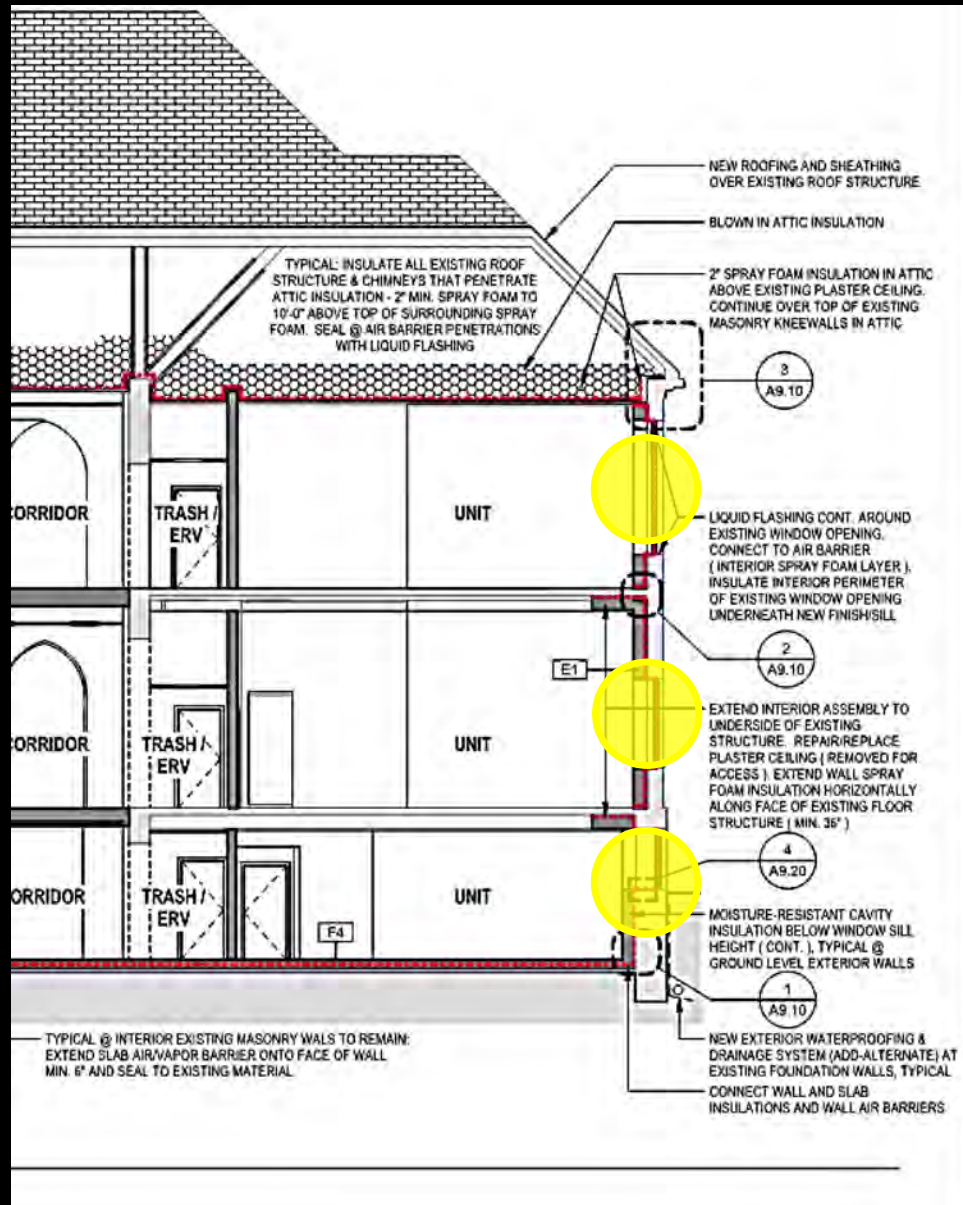 NEW ROOFING AND SHEATHING
OVER EXISTING ROOF STRUCTURE
BLOWN IN ATTIC INSULATION
TYPICAL: INSULATE ALL EXISTING ROOF
STRUCTURE & CHIMNEYS THAT PENETRATE
ATTIC INSULATION - 2" MIN. SPRAY FOAM TO
10'-0" ABOVE TOP OF SURROUNDING SPRAY
FOAM. SEAL @ AIR BARRIER PENETRATIONS
WITH LIQUID FLASHING
2" SPRAY FOAM INSULATION IN ATTIC
ABOVE EXISTING PLASTER CEILING.
CONTINUE OVER TOP OF EXISTING
MASONRY KNEEWALLS IN ATTIC
3
A9.10
CORRIDOR
TRASH /
ERV
UNIT
LIQUID FLASHING CONT. AROUND
EXISTING WINDOW OPENING.
CONNECT TO AIR BARRIER
( INTERIOR SPRAY FOAM LAYER ).
INSULATE INTERIOR PERIMETER
OF EXISTING WINDOW OPENING
UNDERNEATH NEW FINISH/SILL
2
A9.10
E1
CORRIDOR
TRASH /
ERV
UNIT
EXTEND INTERIOR ASSEMBLY TO
UNDERSIDE OF EXISTING
STRUCTURE. REPAIR/REPLACE
PLASTER CEILING ( REMOVED FOR
ACCESS ). EXTEND WALL SPRAY
FOAM INSULATION HORIZONTALLY
ALONG FACE OF EXISTING FLOOR
STRUCTURE ( MIN. 36" )
4
A9.20
ORRIDOR
TRASH /
ERV
UNIT
F4
MOISTURE-RESISTANT CAVITY
INSULATION BELOW WINDOW SILL
HEIGHT ( CONT. ), TYPICAL @
GROUND LEVEL EXTERIOR WALLS
1
A9.10
TYPICAL @ INTERIOR EXISTING MASONRY WALS TO REMAIN:
EXTEND SLAB AIR/VAPOR BARRIER ONTO FACE OF WALL
MIN. 6" AND SEAL TO EXISTING MATERIAL
NEW EXTERIOR WATERPROOFING &
DRAINAGE SYSTEM (ADD-ALTERNATE) AT
EXISTING FOUNDATION WALLS, TYPICAL
CONNECT WALL AND SLAB
INSULATIONS AND WALL AIR BARRIERS